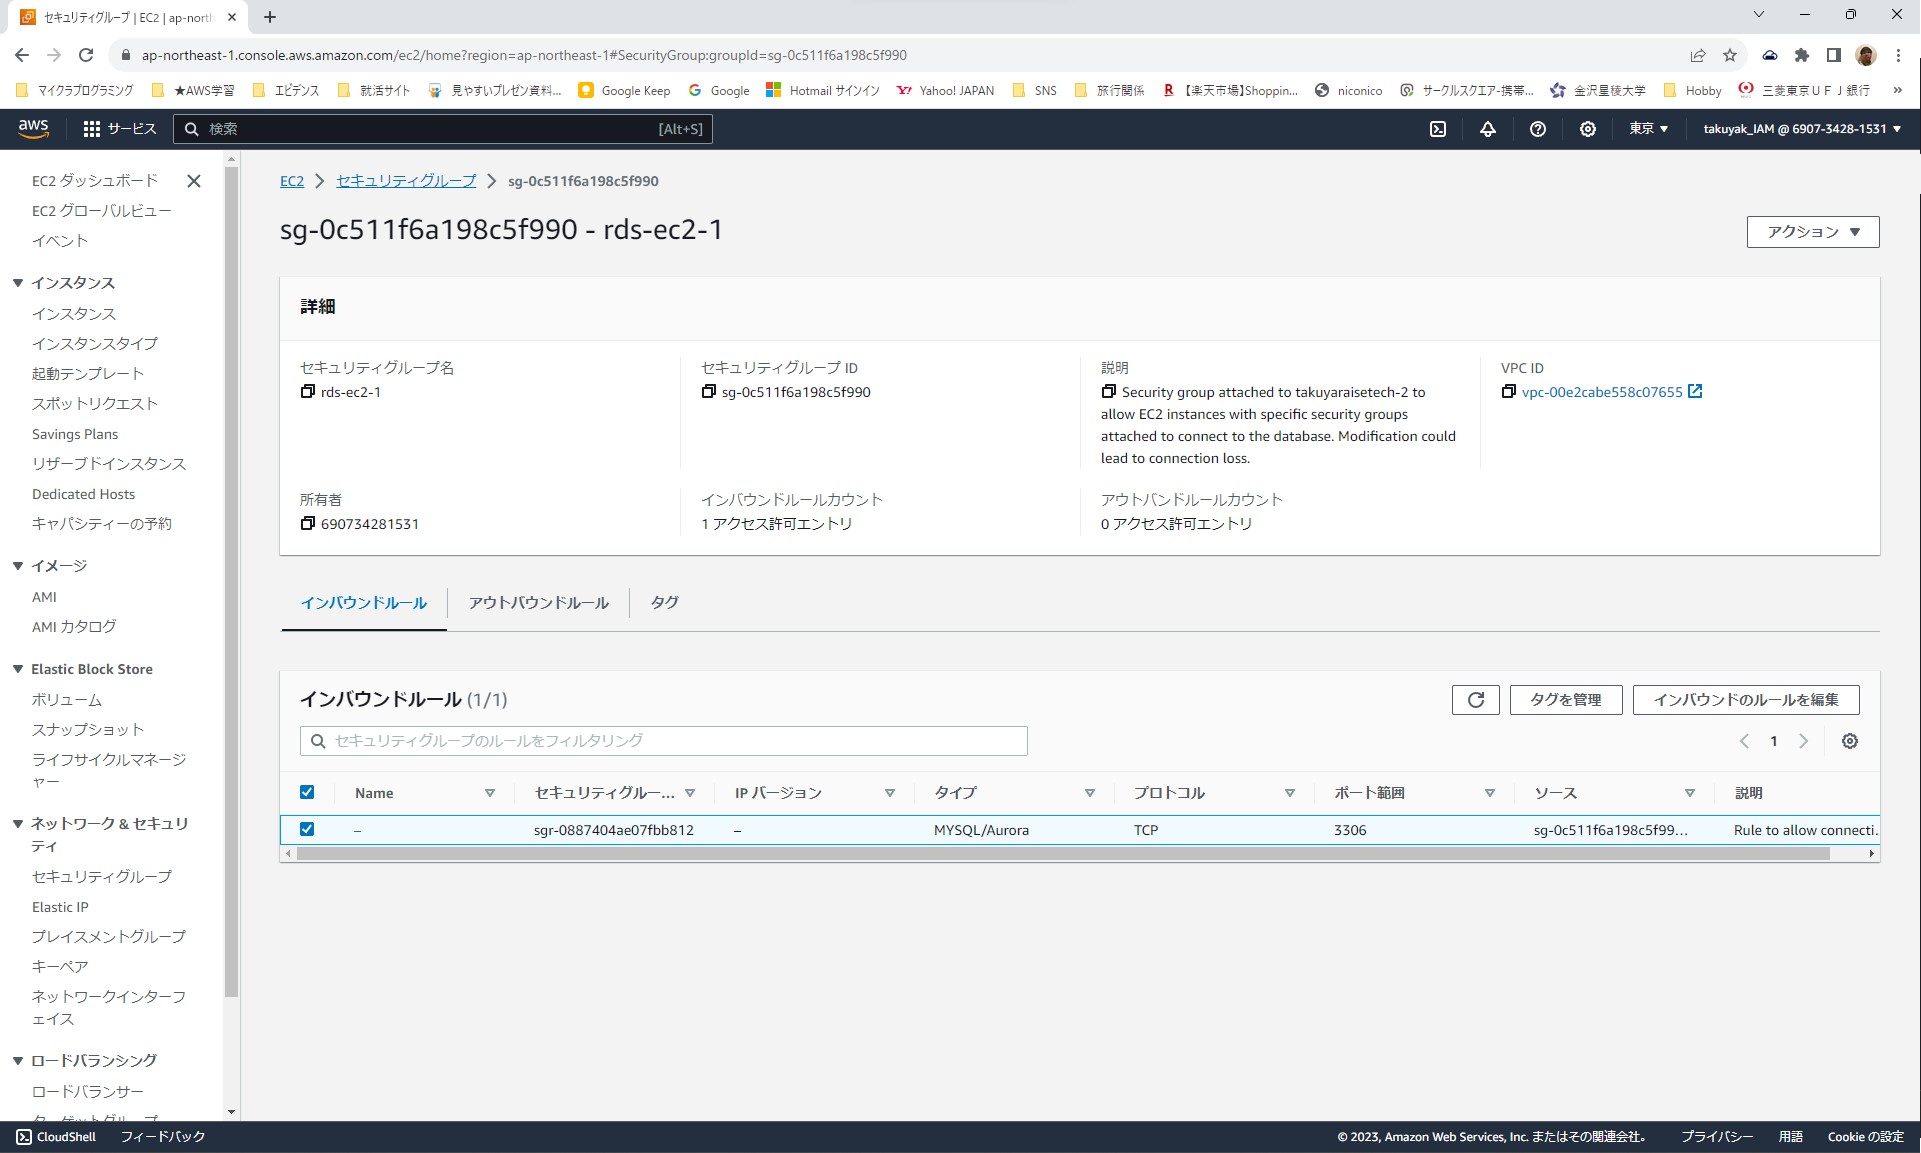 セキュリティグループ | EC2 | ap-north
ap-northeast-1.console.aws.amazon.com/ec2/home?region=ap-northeast-1#SecurityGroup:groupId=sg-0c511f6a198c5f990
マイクラプログラミング ★AWS学習 エビデンス 就活サイト 見やすいプレゼン資料... Google Keep Google Hotmail サインイン Yahoo! JAPAN SNS 旅行関係 【楽天市場】Shoppin... niconico サークルスクエア-携帯... 金沢星稜大学 Hobby 三菱東京UFJ銀行 »
aws サービス 検索 [Alt+S] 東京 ▼ takuyak_IAM @ 6907-3428-1531 ▼
EC2 ダッシュボード
EC2 グローバルビュー
イベント
インスタンス
インスタンス
インスタンスタイプ
起動テンプレート
スポットリクエスト
Savings Plans
リザーブドインスタンス
Dedicated Hosts
キャパシティーの予約
イメージ
AMI
AMI カタログ
Elastic Block Store
ボリューム
スナップショット
ライフサイクルマネージ
ャー
ネットワーク & セキュリ
ティ
セキュリティグループ
Elastic IP
プレイスメントグループ
キーペア
ネットワークインターフ
ェイス
ロードバランシング
ロードバランサー
ターゲットグループ
EC2 > セキュリティグループ > sg-0c511f6a198c5f990
sg-0c511f6a198c5f990 - rds-ec2-1
アクション ▼
詳細
セキュリティグループ名
rds-ec2-1
セキュリティグループ ID
sg-0c511f6a198c5f990
説明
Security group attached to takuyaraisetech-2 to
allow EC2 instances with specific security groups
attached to connect to the database. Modification could
lead to connection loss.
VPC ID
vpc-00e2cabe558c07655
所有者
690734281531
インバウンドルールカウント
1 アクセス許可エントリ
アウトバンドルールカウント
0 アクセス許可エントリ
インバウンドルール アウトバウンドルール タグ
インバウンドルール (1/1)
タグを管理 インバウンドのルールを編集
セキュリティグループのルールをフィルタリング
1
Name セキュリティグルー... IP バージョン タイプ プロトコル ポート範囲 ソース 説明
– sgr-0887404ae07fbb812 – MYSQL/Aurora TCP 3306 sg-0c511f6a198c5f99... Rule to allow connecti.
CloudShell フィードバック © 2023, Amazon Web Services, Inc. またはその関連会社。 プライバシー 用語 Cookie の設定